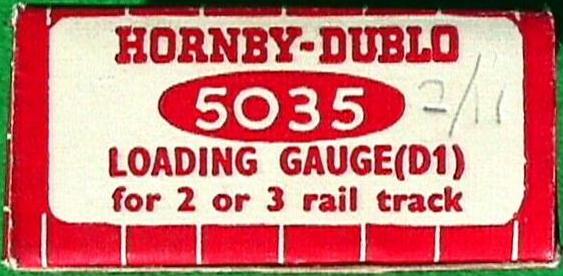 HORNBY-DUBLO
5035
2/11
LOADING GAUGE(D1)
for 2 or 3 rail track